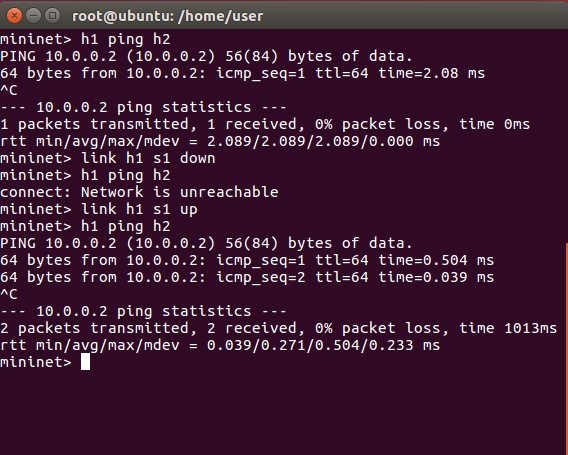 root@ubuntu: /home/user
mininet> h1 ping h2
PING 10.0.0.2 (10.0.0.2) 56(84) bytes of data.
64 bytes from 10.0.0.2: icmp_seq=1 ttl=64 time=2.08 ms
^C
--- 10.0.0.2 ping statistics ---
1 packets transmitted, 1 received, 0% packet loss, time 0ms
rtt min/avg/max/mdev = 2.089/2.089/2.089/0.000 ms
mininet> link h1 s1 down
mininet> h1 ping h2
connect: Network is unreachable
mininet> link h1 s1 up
mininet> h1 ping h2
PING 10.0.0.2 (10.0.0.2) 56(84) bytes of data.
64 bytes from 10.0.0.2: icmp_seq=1 ttl=64 time=0.504 ms
64 bytes from 10.0.0.2: icmp_seq=2 ttl=64 time=0.039 ms
^C
--- 10.0.0.2 ping statistics ---
2 packets transmitted, 2 received, 0% packet loss, time 1013ms
rtt min/avg/max/mdev = 0.039/0.271/0.504/0.233 ms
mininet>